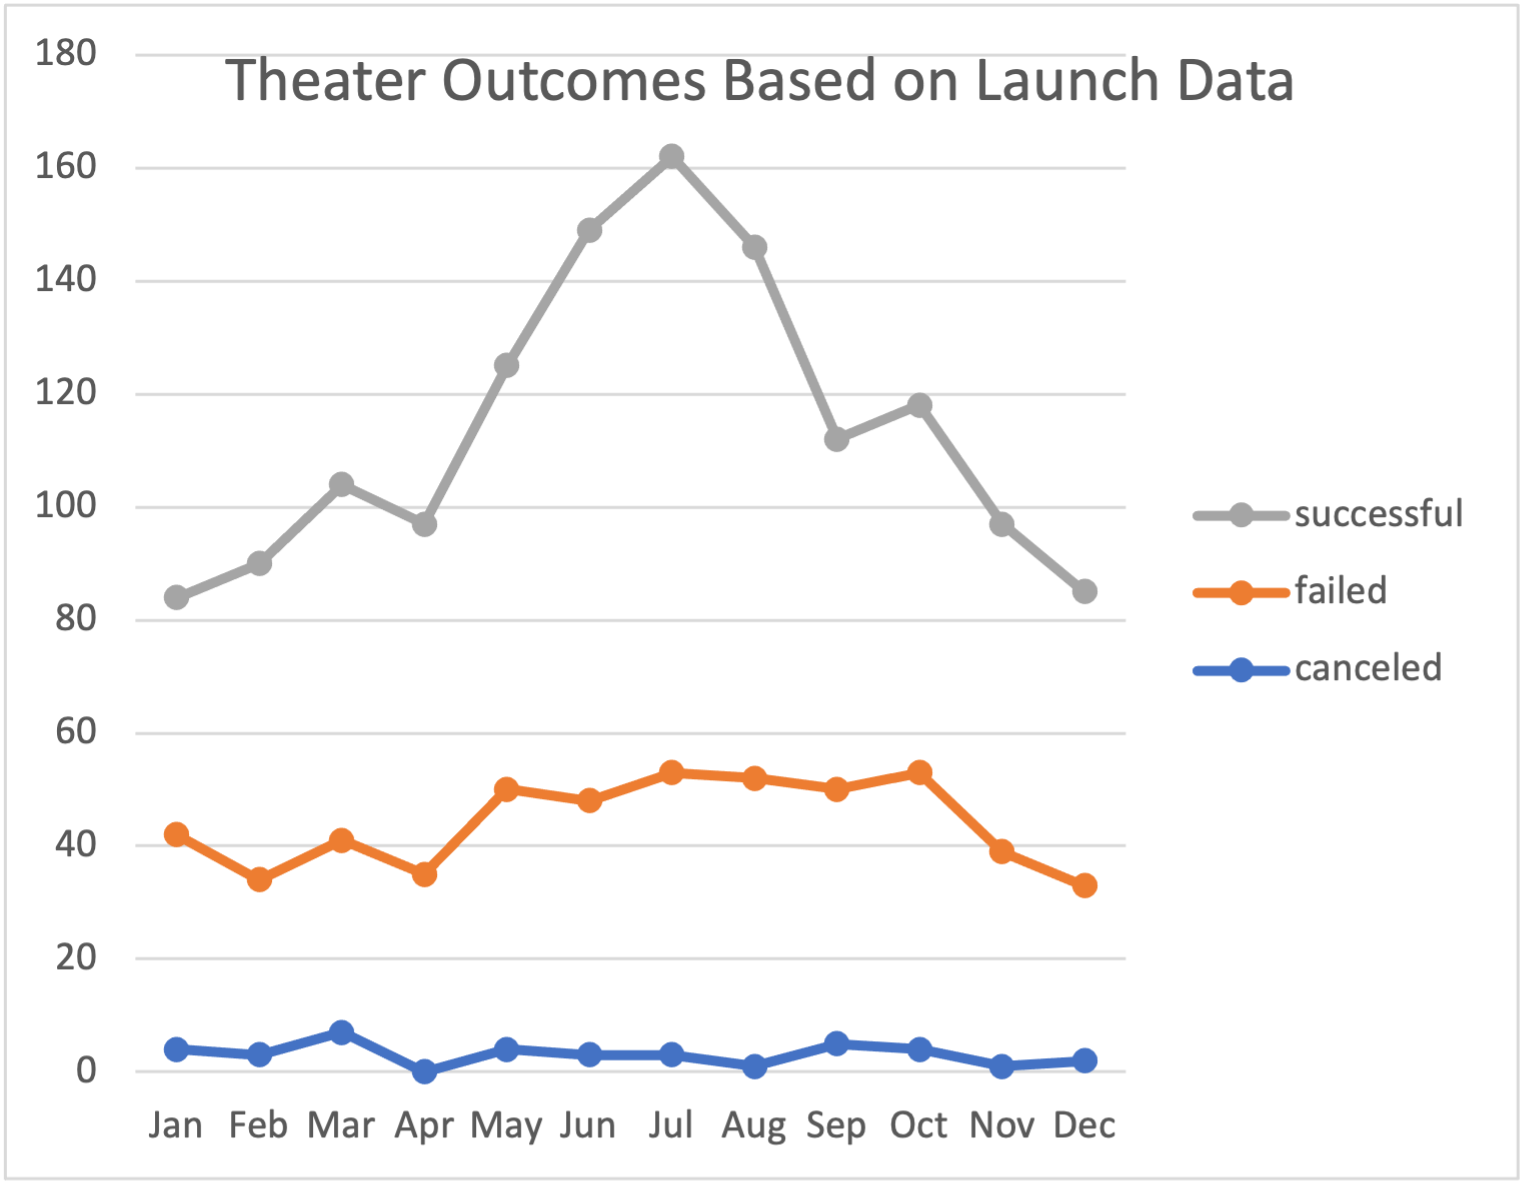 Theater Outcomes Based on Launch Data
180
160
140
120
100
80
60
40
20
0
Jan Feb Mar Apr May Jun Jul Aug Sep Oct Nov Dec
successful
failed
canceled